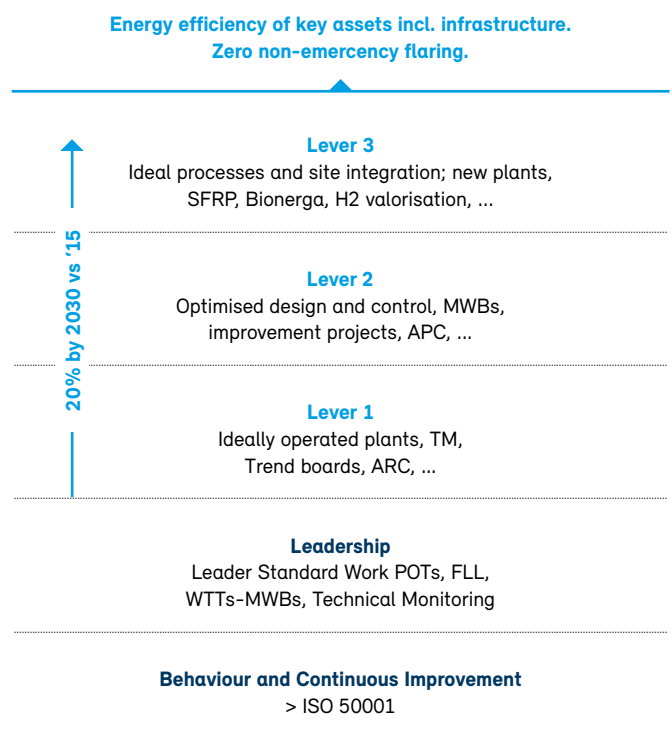 Energy efficiency of key assets incl. infrastructure.
Zero non-emercency flaring.
Lever 3
Ideal processes and site integration; new plants,
SFRP, Bionerga, H2 valorisation, ...
20% by 2030 vs ‘15
Lever 2
Optimised design and control, MWBs,
improvement projects, APC, ...
Lever 1
Ideally operated plants, TM,
Trend boards, ARC, ...
Leadership
Leader Standard Work POTs, FLL,
WTTs-MWBs, Technical Monitoring
Behaviour and Continuous Improvement
> ISO 50001